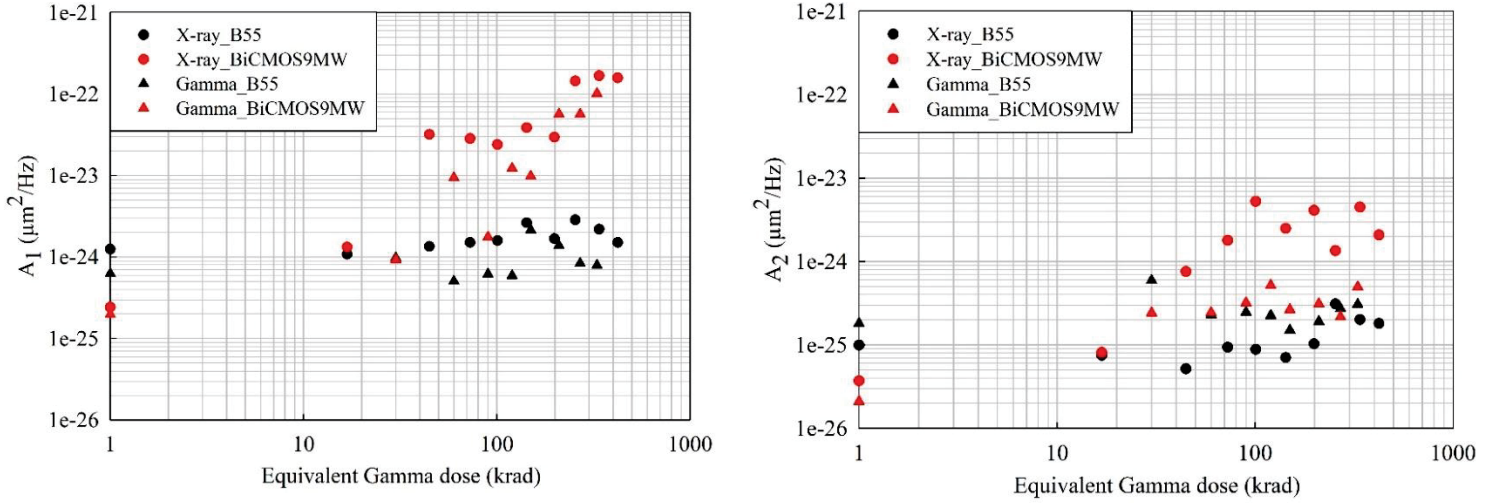 1e-21
X-ray_B55
X-ray_BiCMOS9MW
Gamma_B55
Gamma_BiCMOS9MW
1e-22
1e-23
1e-24
1e-25
1e-26
A₁ (μm²/Hz)
1 10 100 1000
Equivalent Gamma dose (krad)
1e-21
X-ray_B55
X-ray_BiCMOS9MW
Gamma_B55
Gamma_BiCMOS9MW
1e-22
1e-23
1e-24
1e-25
1e-26
A₂ (μm²/Hz)
1 10 100 1000
Equivalent Gamma dose (krad)